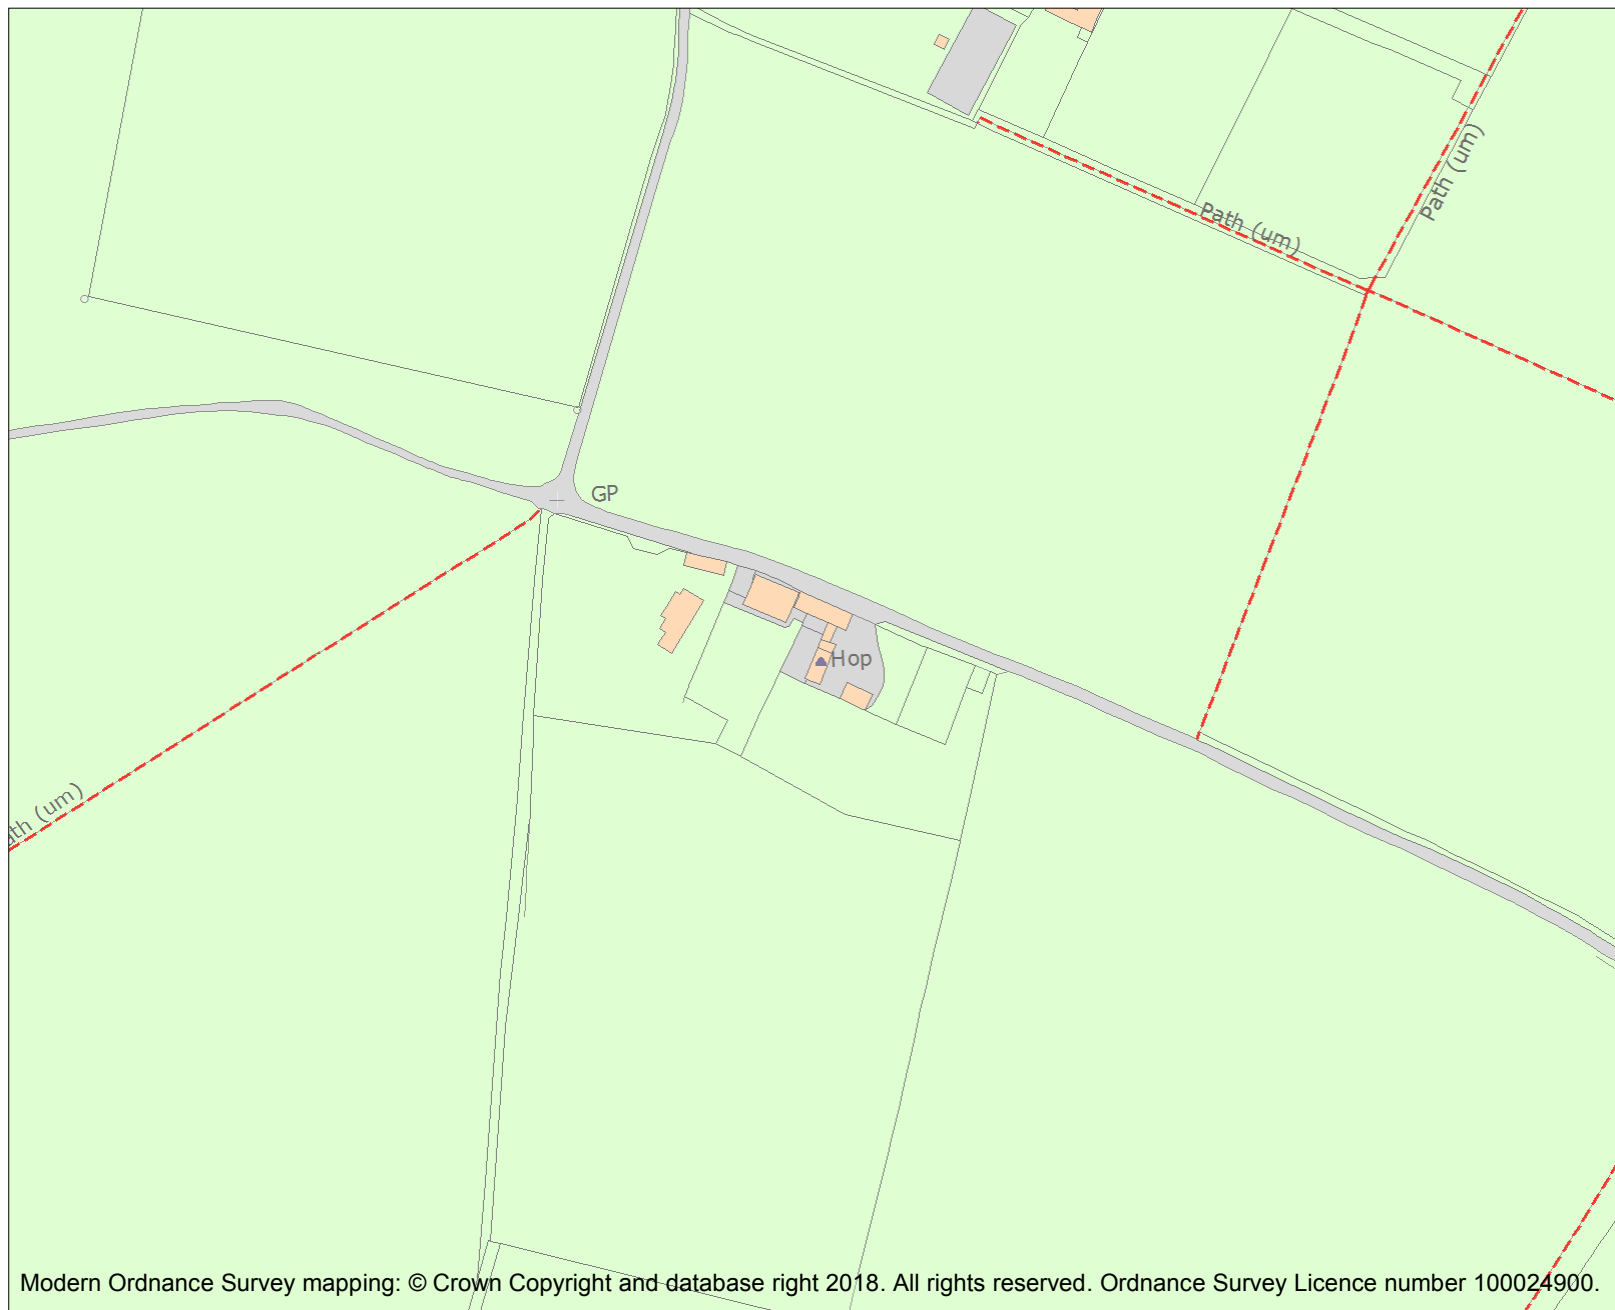 Path (um)
Path (um)
GP
Hop
ath (um)
Modern Ordnance Survey mapping: © Crown Copyright and database right 2018. All rights reserved. Ordnance Survey Licence number 100024900.